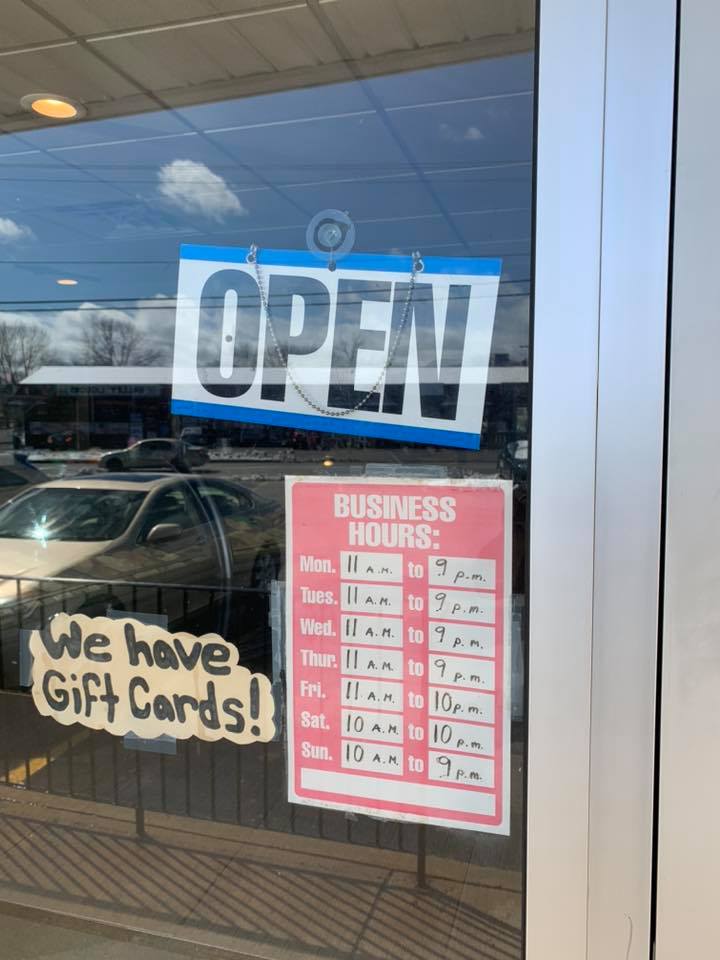 OPEN
BUSINESS
HOURS:
Mon. 11 A.M. to 9 p.m.
Tues. 11 A.M. to 9 p.m.
Wed. 11 A.M. to 9 p.m.
Thur. 11 A.M. to 9 p.m.
Fri. 11 A.M. to 10 p.m.
Sat. 10 A.M. to 10 p.m.
Sun. 10 A.M. to 9 p.m.
We have
Gift Cards!